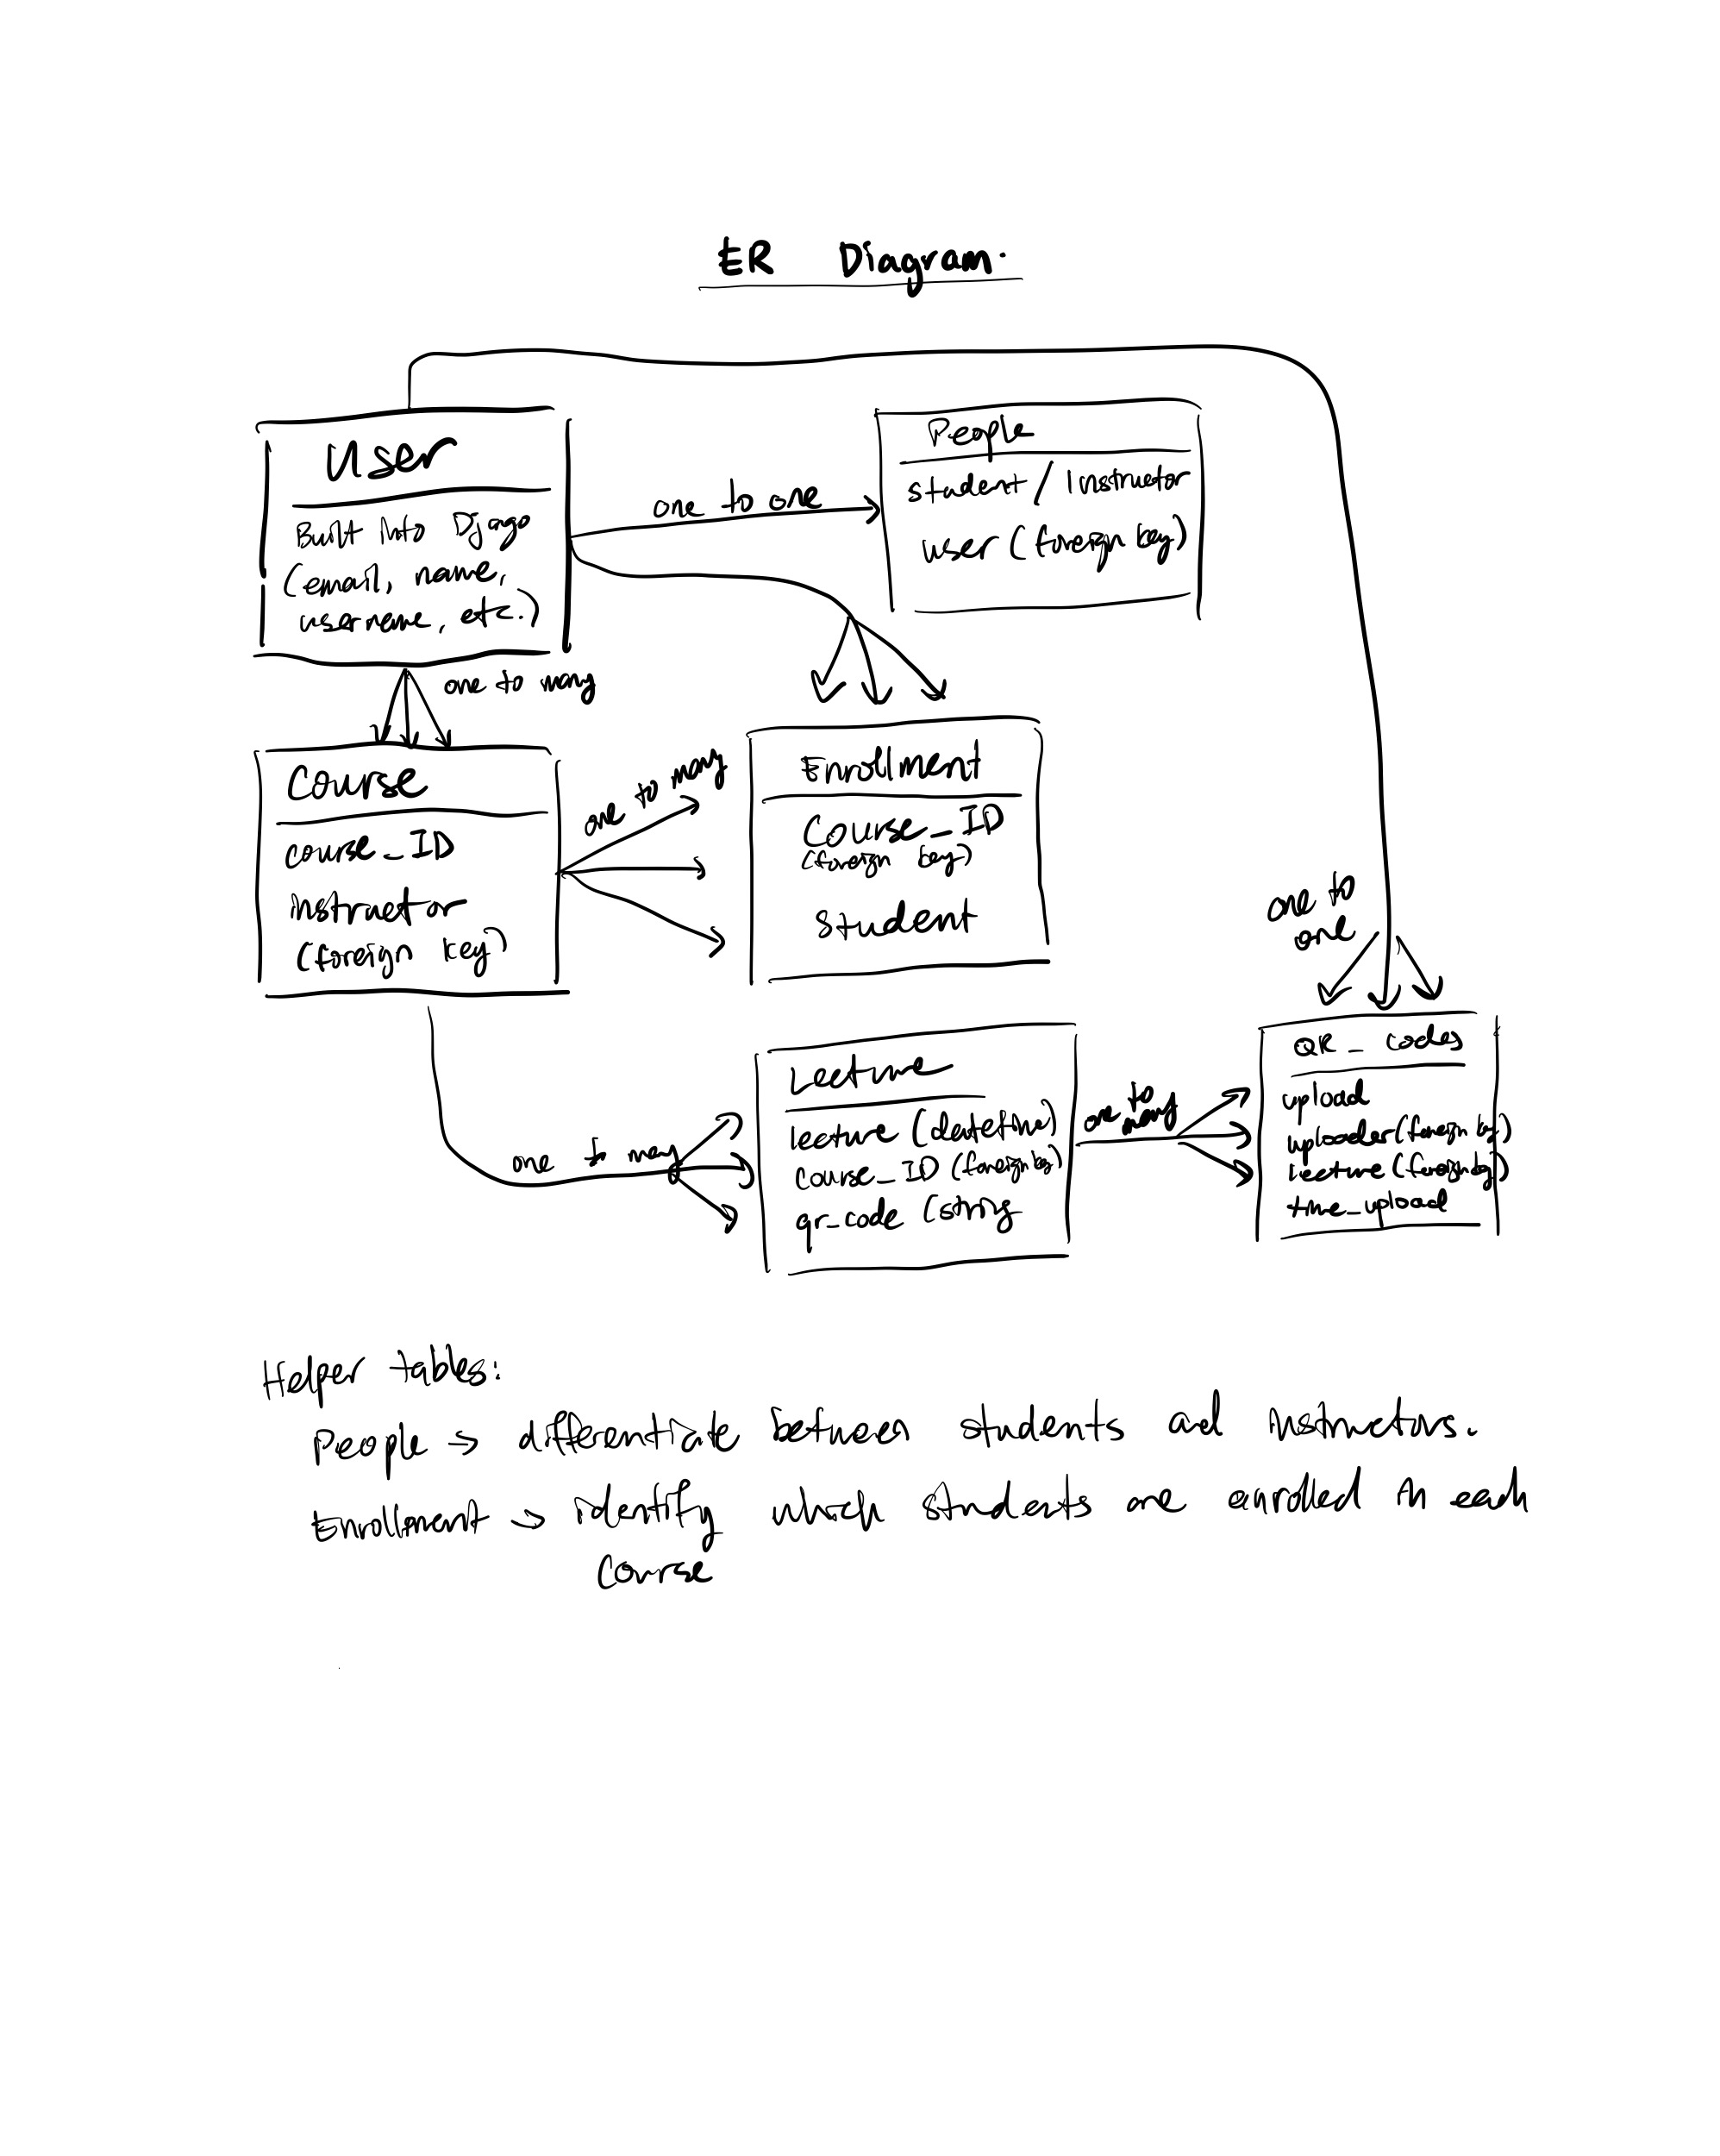 ER Diagram.
User
Built into Django
(email, name,
username, etc.)
one to one
People
student / Instructor
user (foreign key)
one to many
Course
course_ID
instructor
(foreign key)
one to many
Enrollment
Course_ID
(foreign key)
student
one to
one
one to many
Lecture
lecture (datetime)
course_ID (foreign key)
qr_code (string
one to
many
QR_codes
upload
uploader (foreign key)
lecture (foreign key)
time_upload
Helper tables:
People → differentiate between students and instructors.
Enrollment → identify which students are enrolled in each
Course